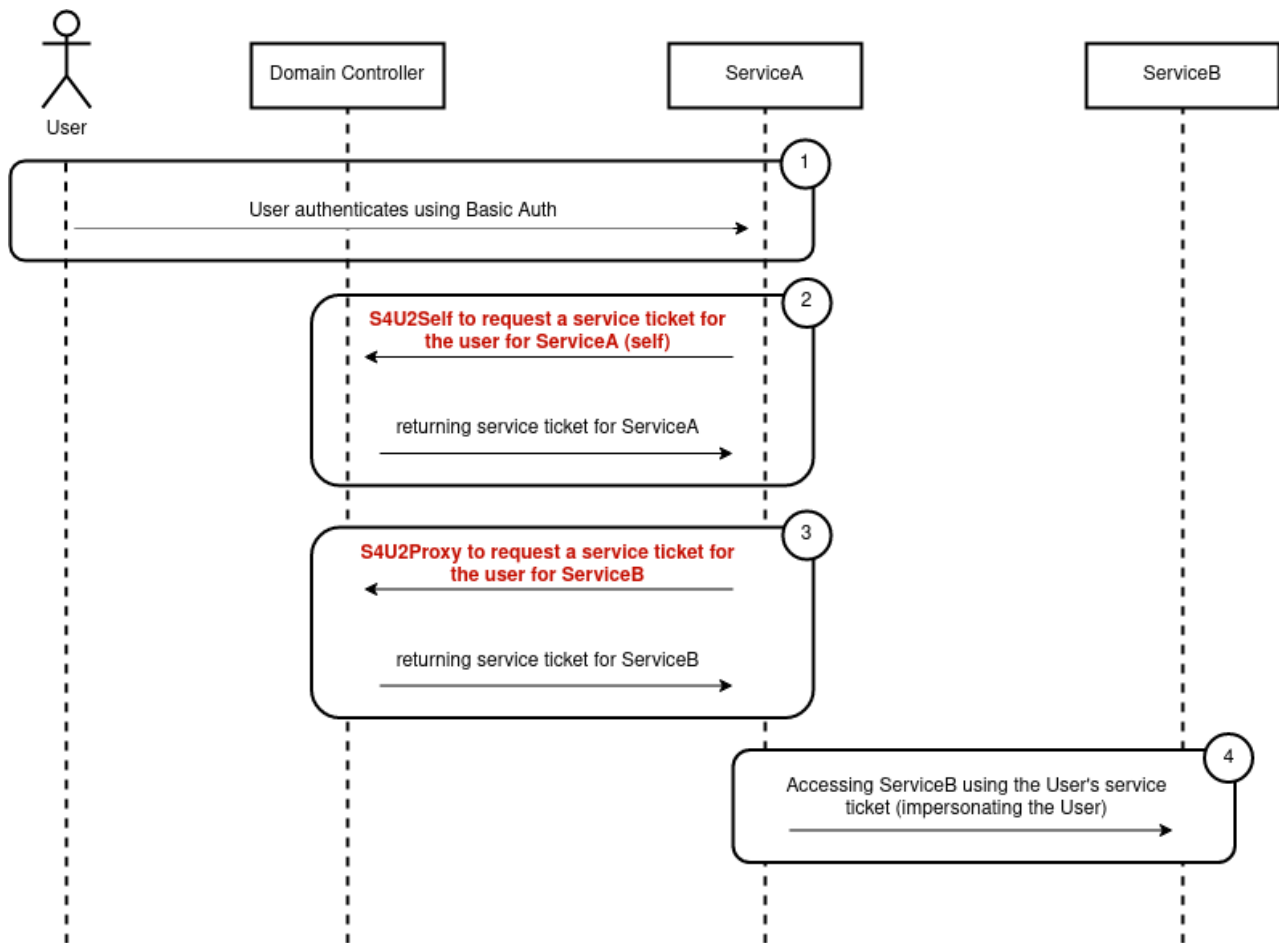 User
Domain Controller
ServiceA
ServiceB
1
User authenticates using Basic Auth
2
S4U2Self to request a service ticket for
the user for ServiceA (self)
returning service ticket for ServiceA
3
S4U2Proxy to request a service ticket for
the user for ServiceB
returning service ticket for ServiceB
4
Accessing ServiceB using the User's service
ticket (impersonating the User)